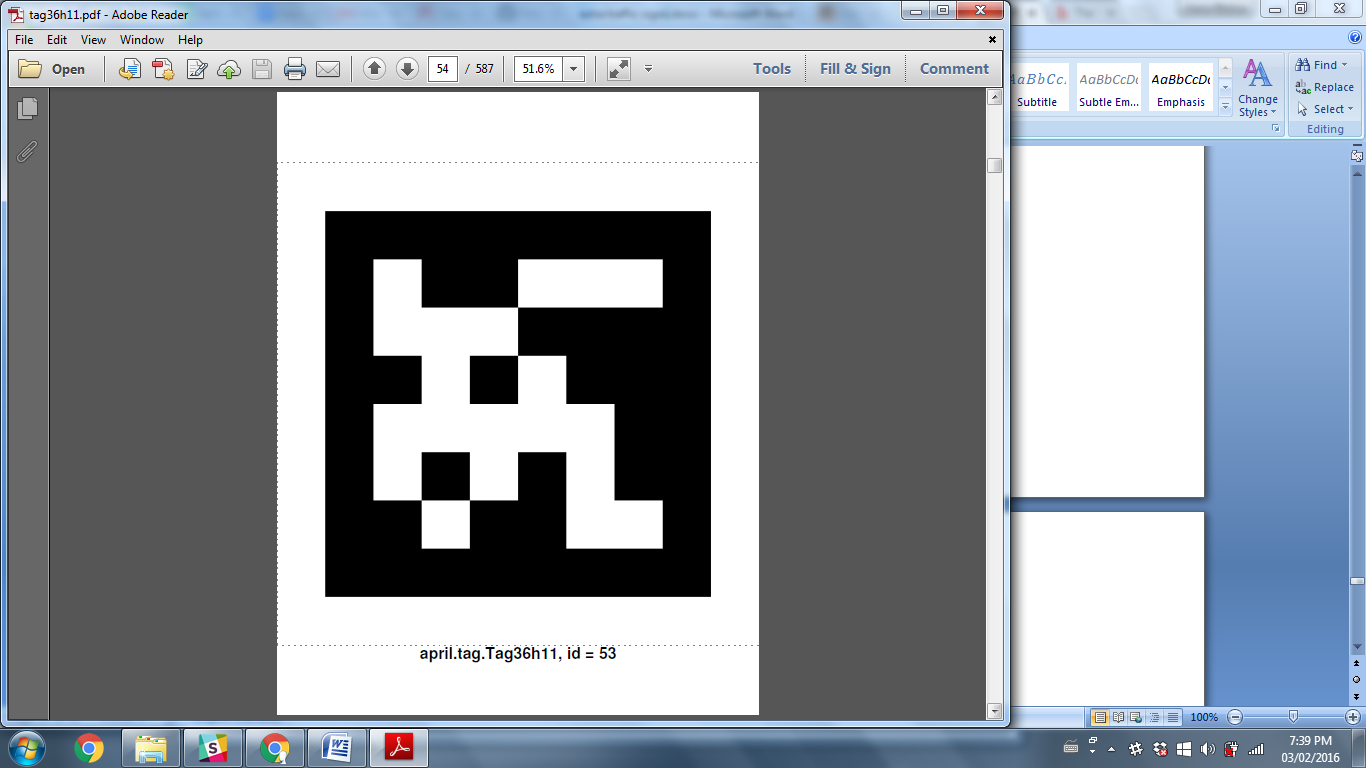 tag36h11.pdf - Adobe Reader
File Edit View Window Help
Open 54 / 587 51.6% Tools Fill & Sign Comment
AaBbCc AaBbCcD AaBbCcD
Subtitle Subtle Em... Emphasis
Change Styles
Find
Replace
Select
Editing
april.tag.Tag36h11, id = 53
100%
7:39 PM
03/02/2016